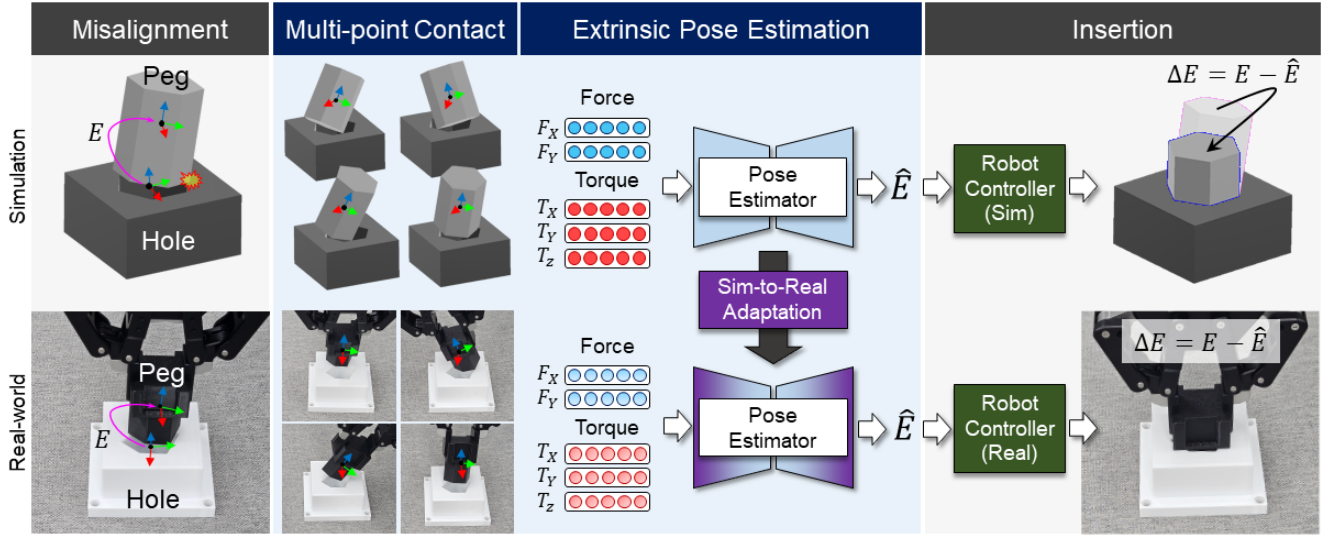 Misalignment
Multi-point Contact
Extrinsic Pose Estimation
Insertion
Simulation
Peg
E
Hole
Force
F_X
F_Y
Torque
T_X
T_Y
T_z
Pose
Estimator
Ê
Robot
Controller
(Sim)
ΔE = E − Ê
Sim-to-Real
Adaptation
Real-world
Peg
E
Hole
Force
F_X
F_Y
Torque
T_X
T_Y
T_z
Pose
Estimator
Ê
Robot
Controller
(Real)
ΔE = E − Ê